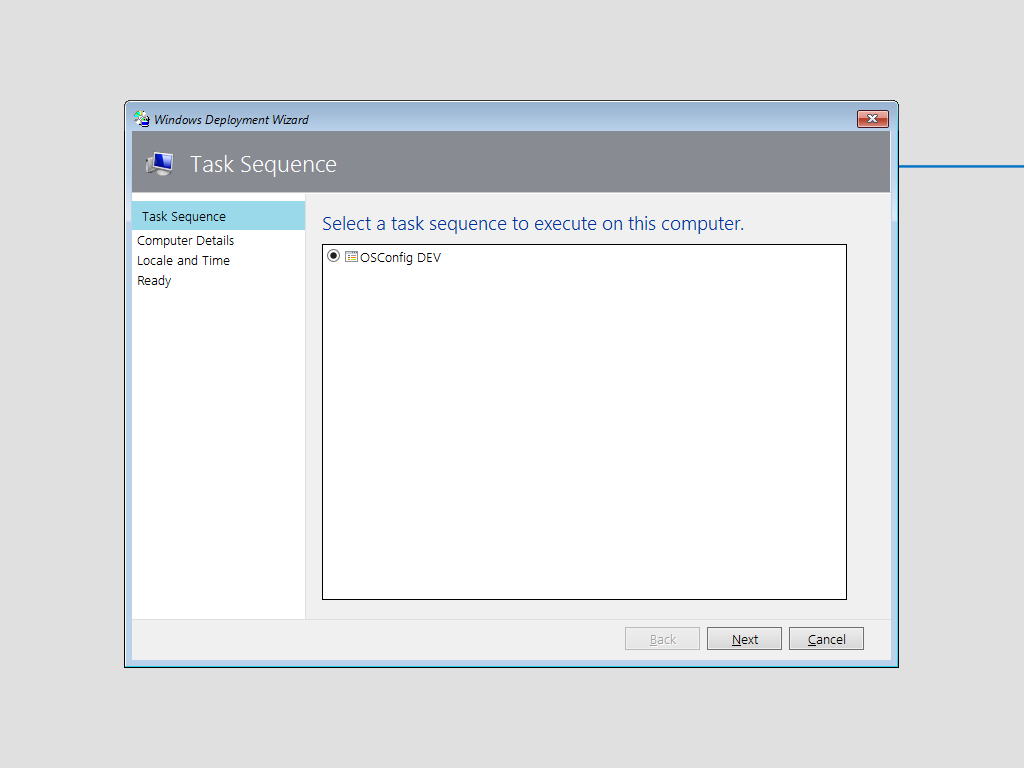 Windows Deployment Wizard
Task Sequence
Task Sequence
Computer Details
Locale and Time
Ready
Select a task sequence to execute on this computer.
OSConfig DEV
Back
Next
Cancel